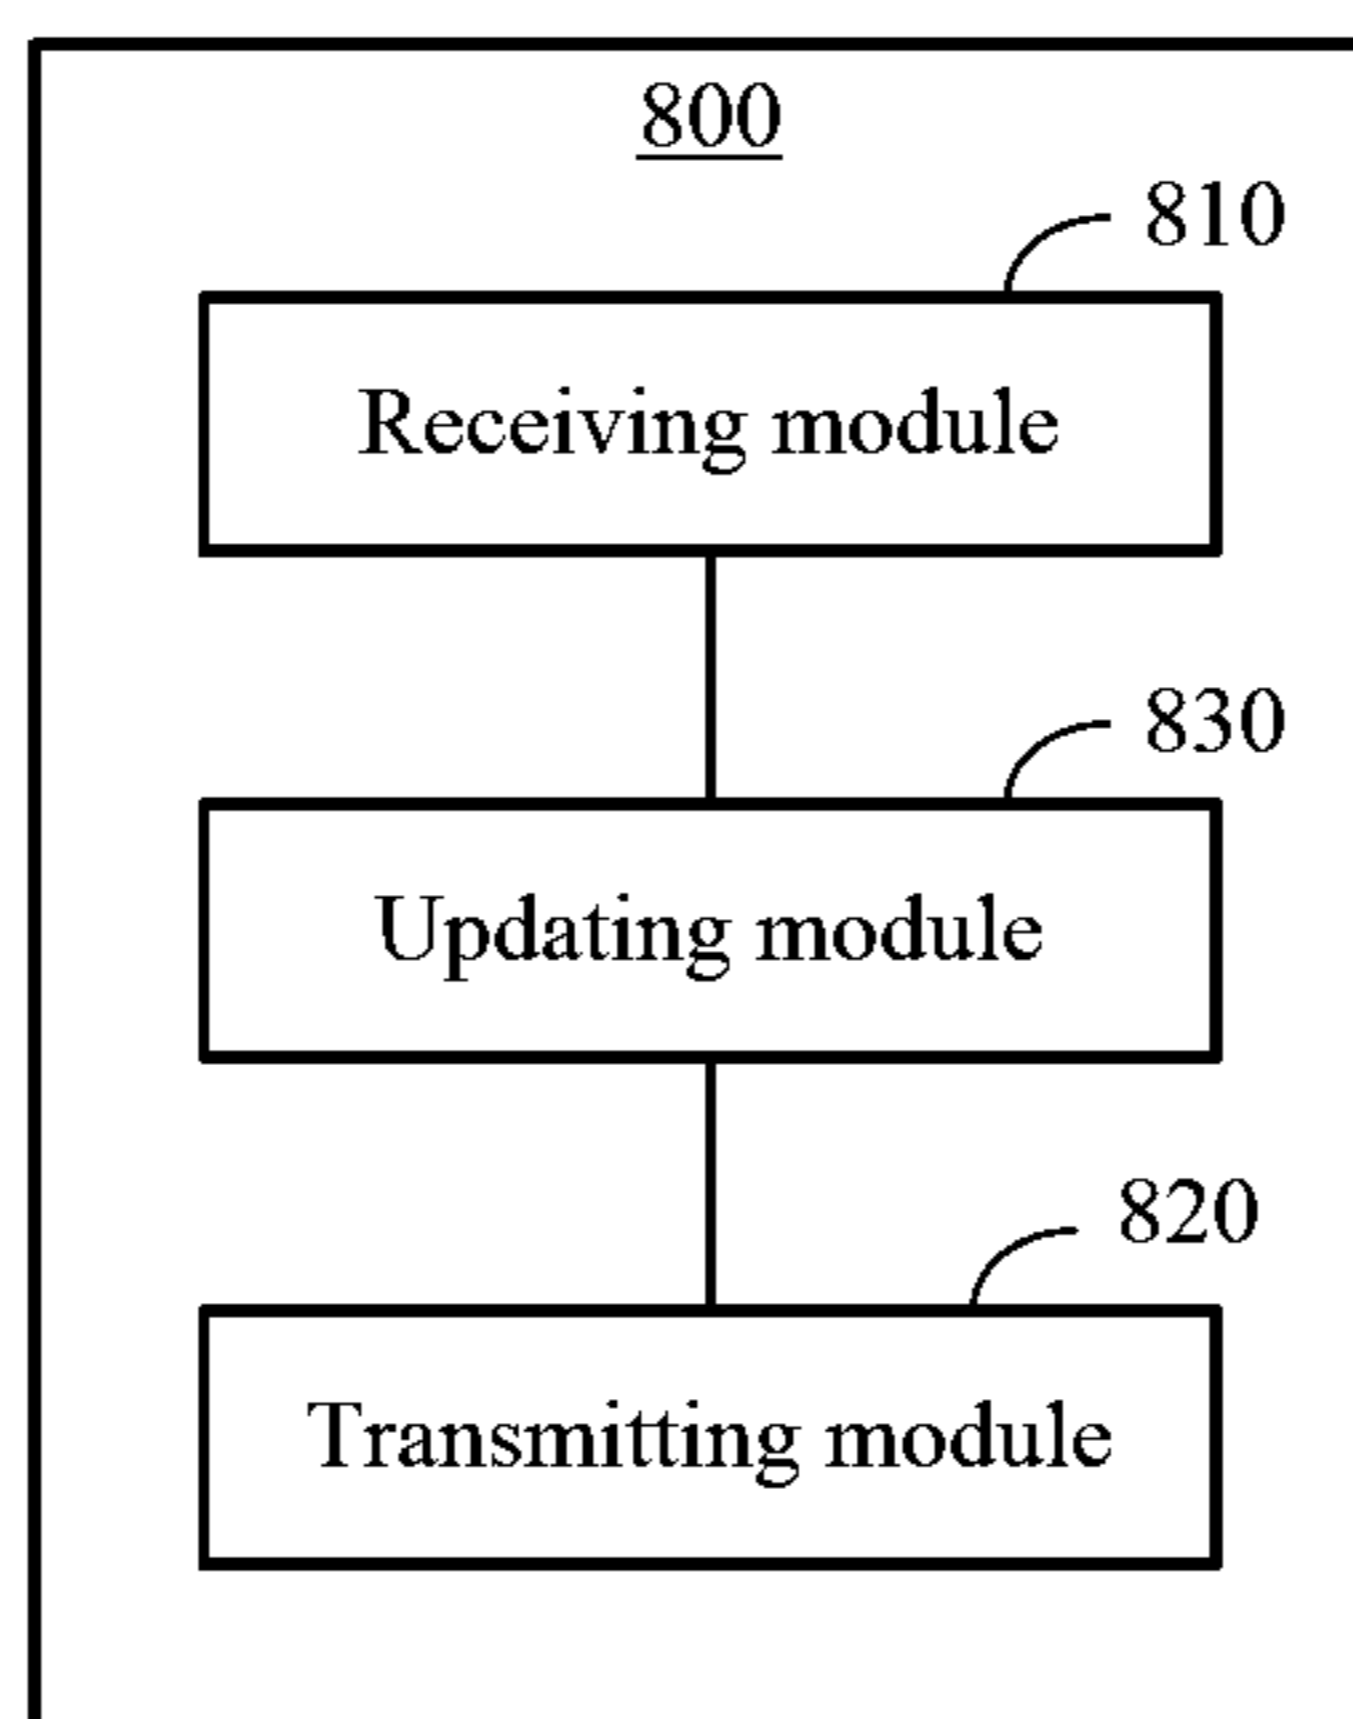 800
810
Receiving module
830
Updating module
820
Transmitting module